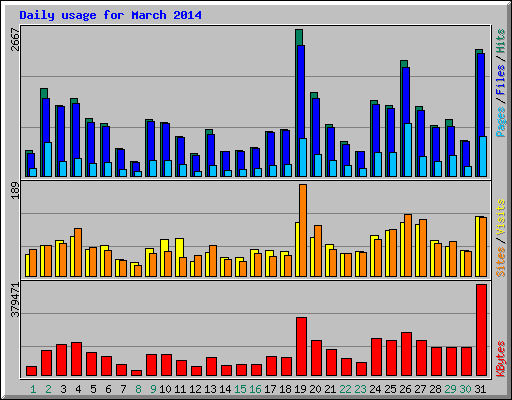 Daily usage for March 2014
2667
Pages / Files / Hits
189
Sites / Visits
379471
KBytes
1 2 3 4 5 6 7 8 9 10 11 12 13 14 15 16 17 18 19 20 21 22 23 24 25 26 27 28 29 30 31